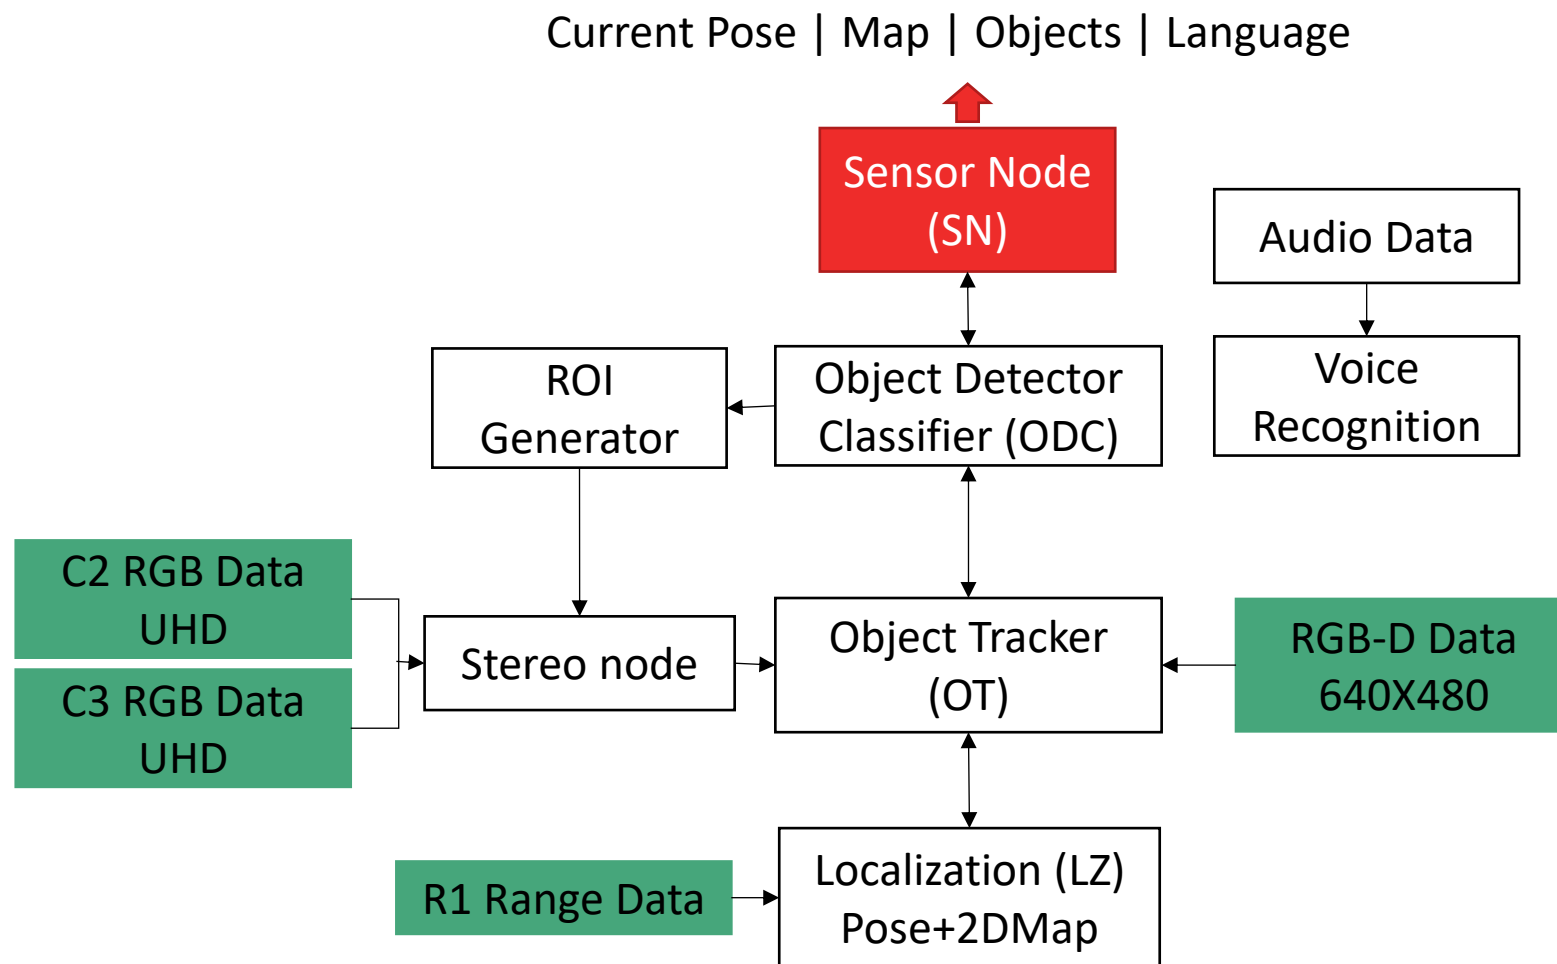 Current Pose | Map | Objects | Language
Sensor Node
(SN)
Audio Data
ROI
Generator
Object Detector
Classifier (ODC)
Voice
Recognition
C2 RGB Data
UHD
C3 RGB Data
UHD
Stereo node
Object Tracker
(OT)
RGB-D Data
640X480
R1 Range Data
Localization (LZ)
Pose+2DMap